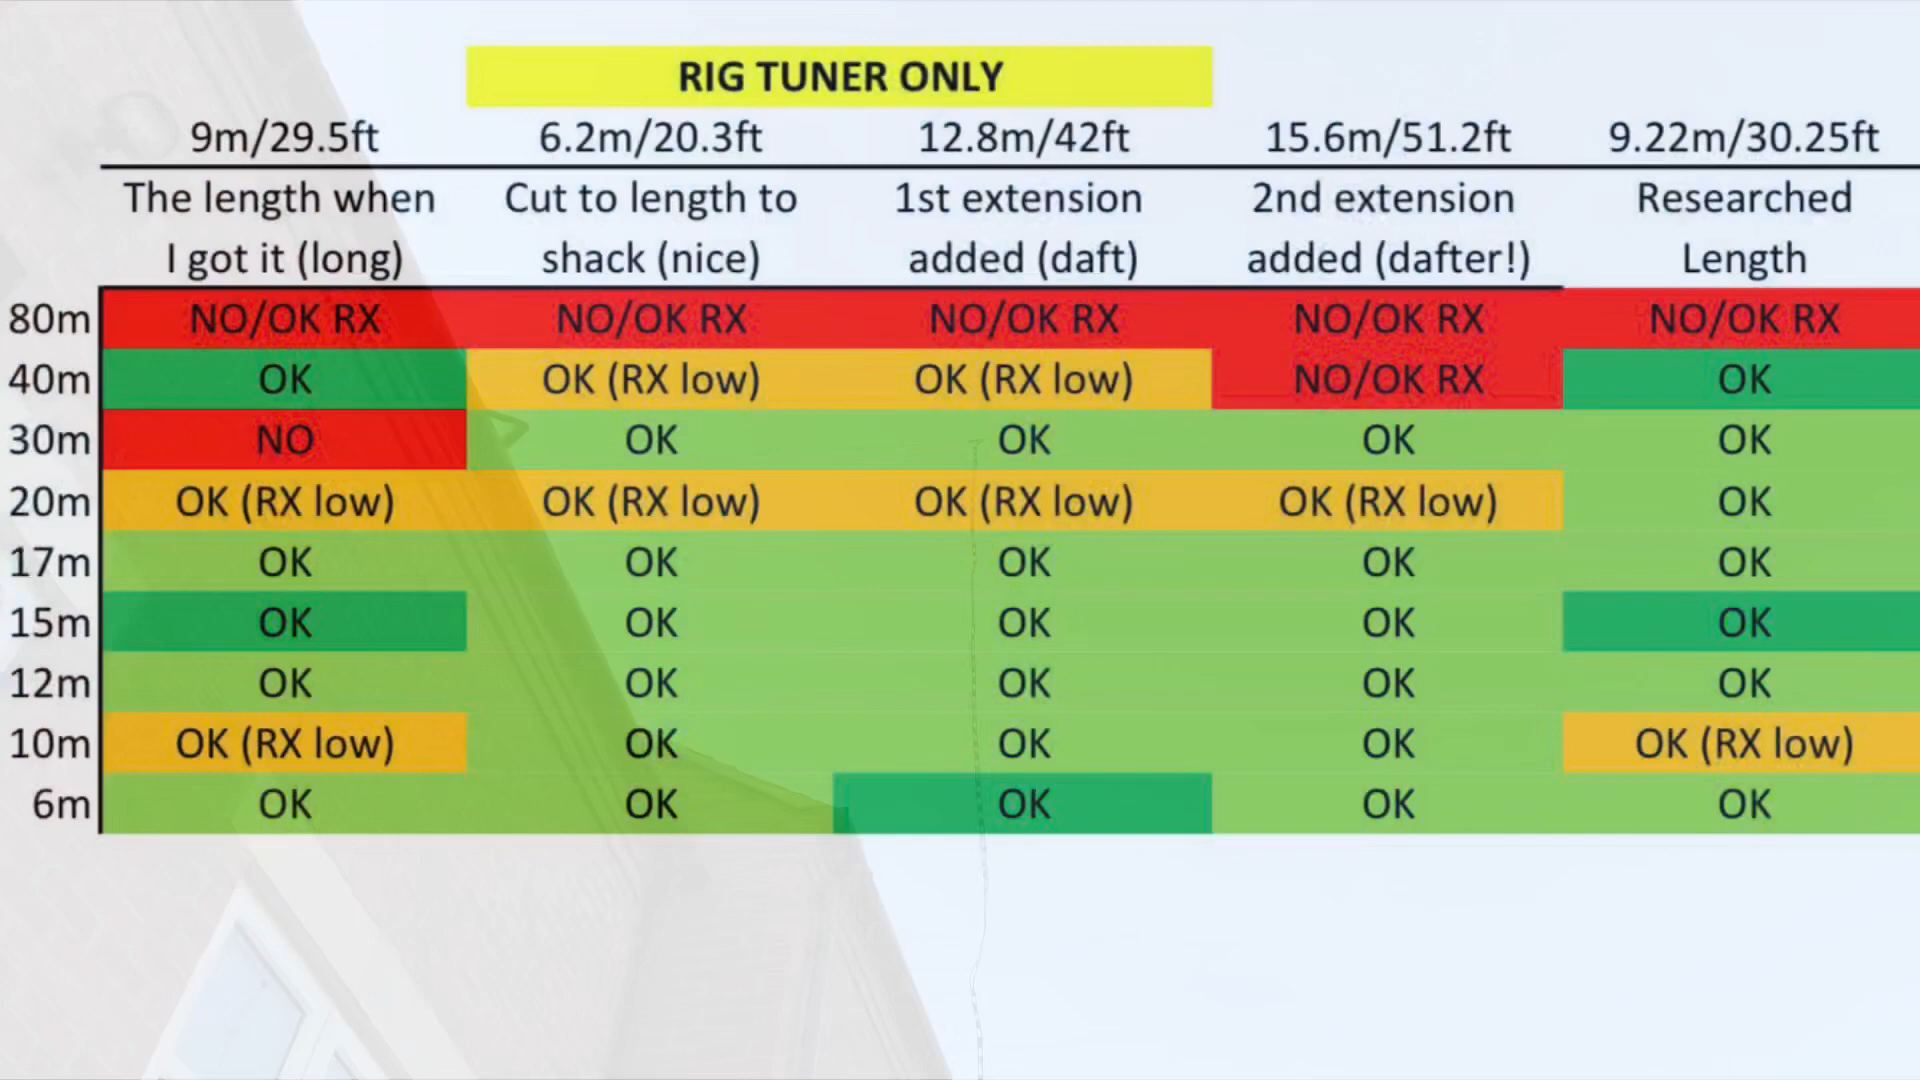 RIG TUNER ONLY
9m/29.5ft 6.2m/20.3ft 12.8m/42ft 15.6m/51.2ft 9.22m/30.25ft
The length when Cut to length to 1st extension 2nd extension Researched
I got it (long) shack (nice) added (daft) added (dafter!) Length
80m NO/OK RX NO/OK RX NO/OK RX NO/OK RX NO/OK RX
40m OK OK (RX low) OK (RX low) NO/OK RX OK
30m NO OK OK OK OK
20m OK (RX low) OK (RX low) OK (RX low) OK (RX low) OK
17m OK OK OK OK OK
15m OK OK OK OK OK
12m OK OK OK OK OK
10m OK (RX low) OK OK OK OK (RX low)
6m OK OK OK OK OK